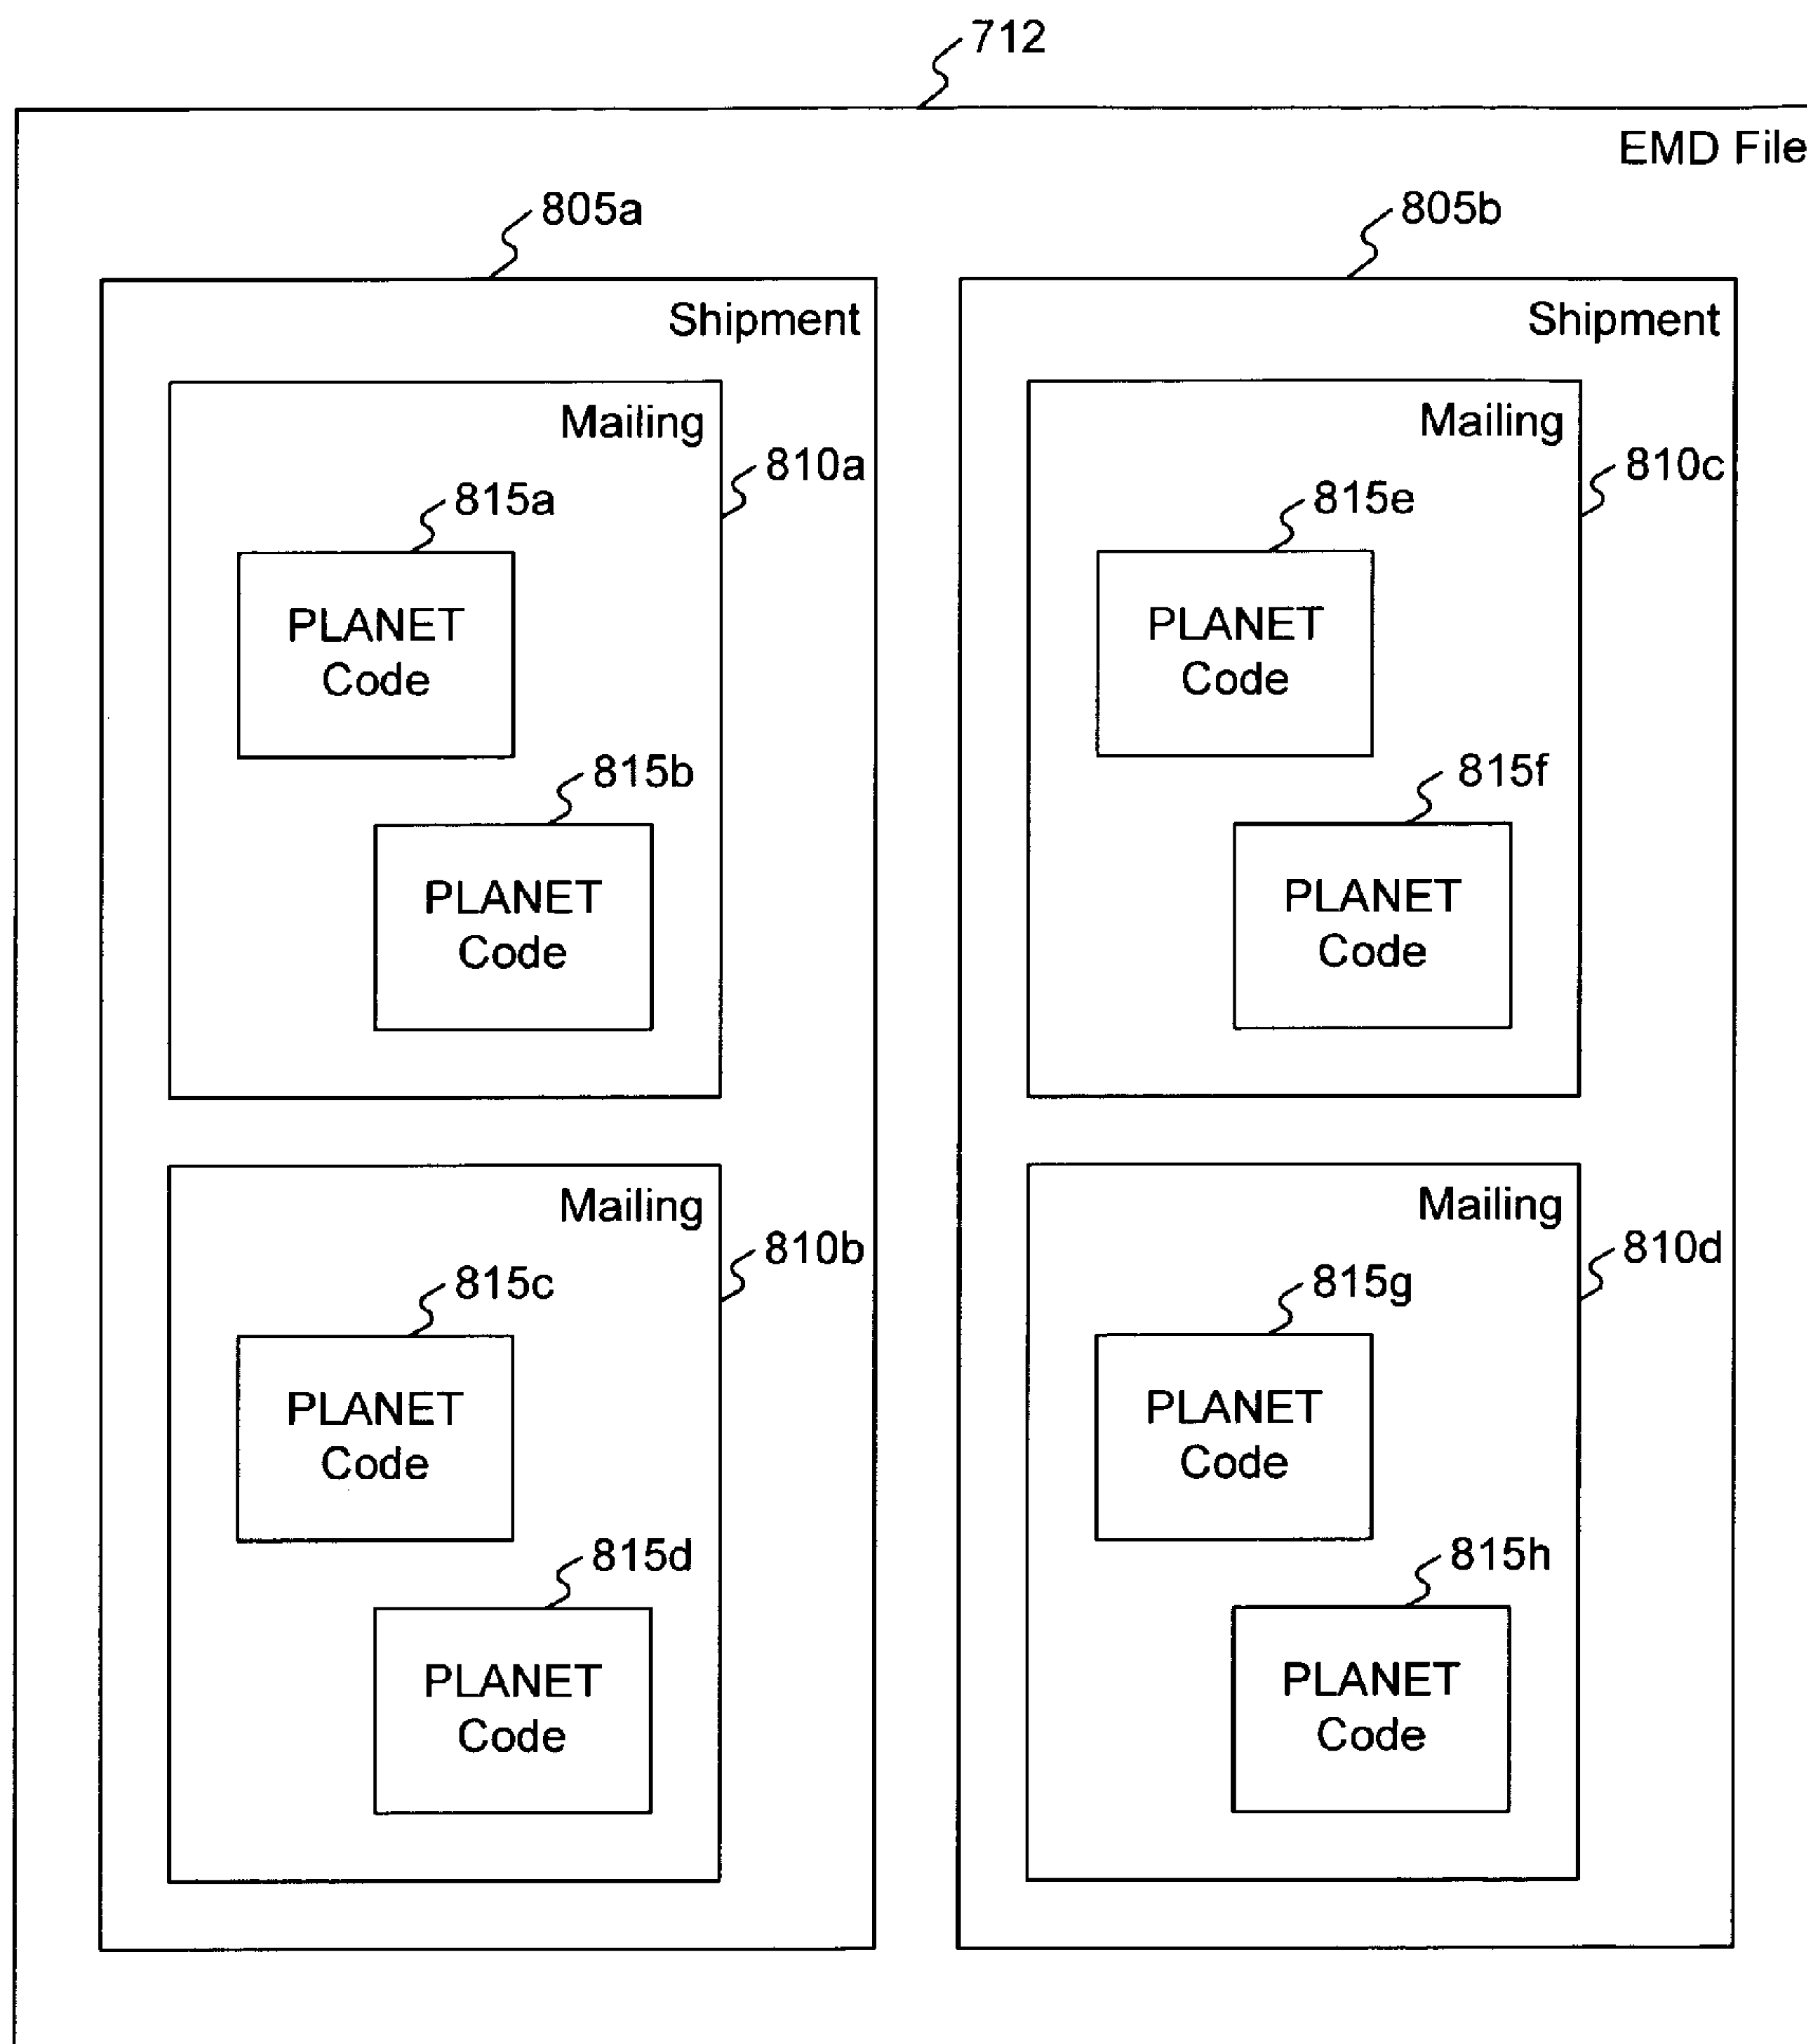 712
EMD File
805a
805b
Shipment
Shipment
Mailing
810a
815a
PLANET
Code
815b
PLANET
Code
Mailing
810c
815e
PLANET
Code
815f
PLANET
Code
Mailing
810b
815c
PLANET
Code
815d
PLANET
Code
Mailing
810d
815g
PLANET
Code
815h
PLANET
Code